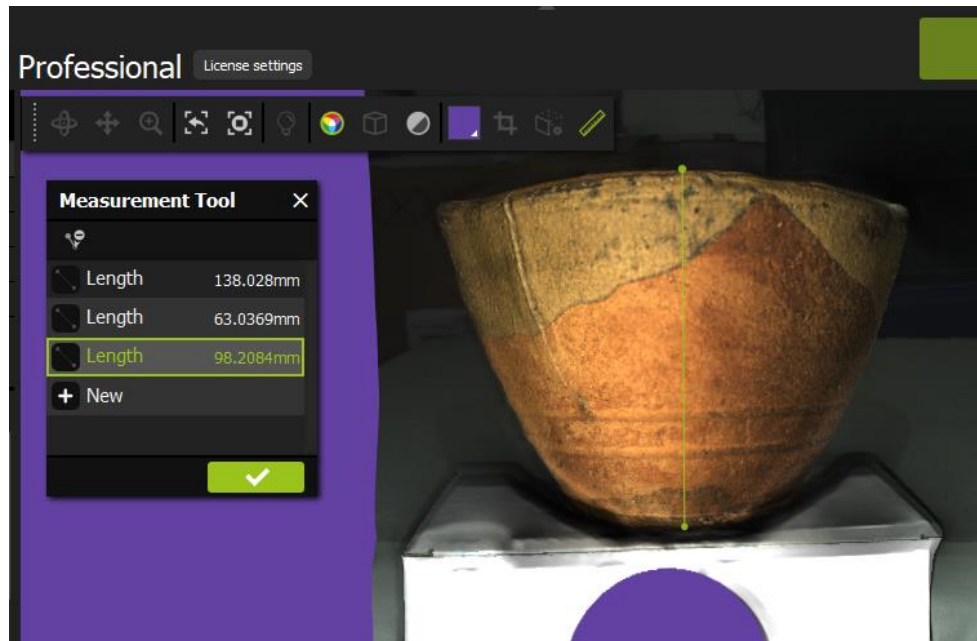 Professional License settings
Measurement Tool
Length 138.028mm
Length 63.0369mm
Length 98.2084mm
New